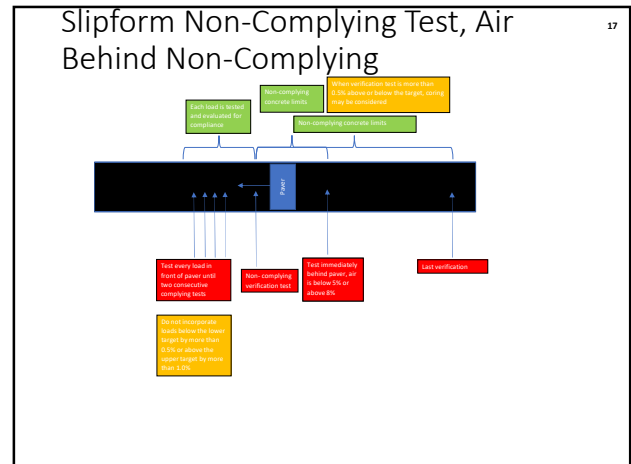 Slipform Non-Complying Test, Air
Behind Non-Complying
17
Each load is tested
and evaluated for
compliance
Non-complying
concrete limits
When verification test is more than
0.5% above or below the target, coring
may be considered
Non-complying concrete limits
Paver
Test every load in
front of paver until
two consecutive
complying tests
Non- complying
verification test
Test immediately
behind paver, air
is below 5% or
above 8%
Last verification
Do not incorporate
loads below the lower
target by more than
0.5% or above the
upper target by more
than 1.0%